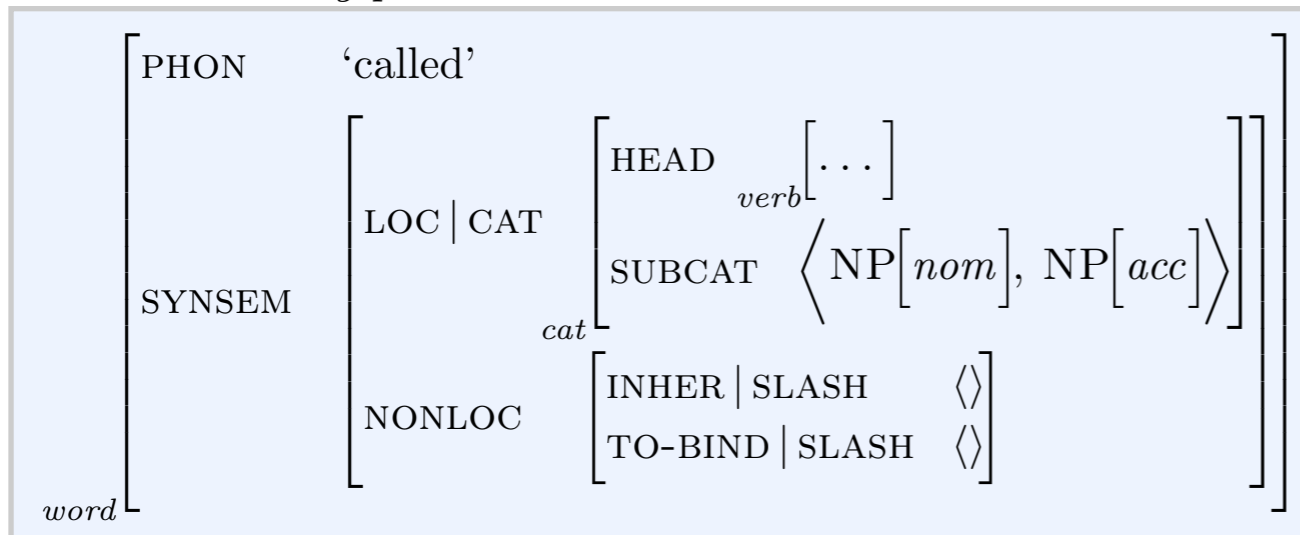 PHON ‘called’
HEAD verb[...]
LOC | CAT
SUBCAT ⟨NP[nom], NP[acc]⟩
SYNSEM
cat
INHER | SLASH ⟨⟩
NONLOC
TO-BIND | SLASH ⟨⟩
word